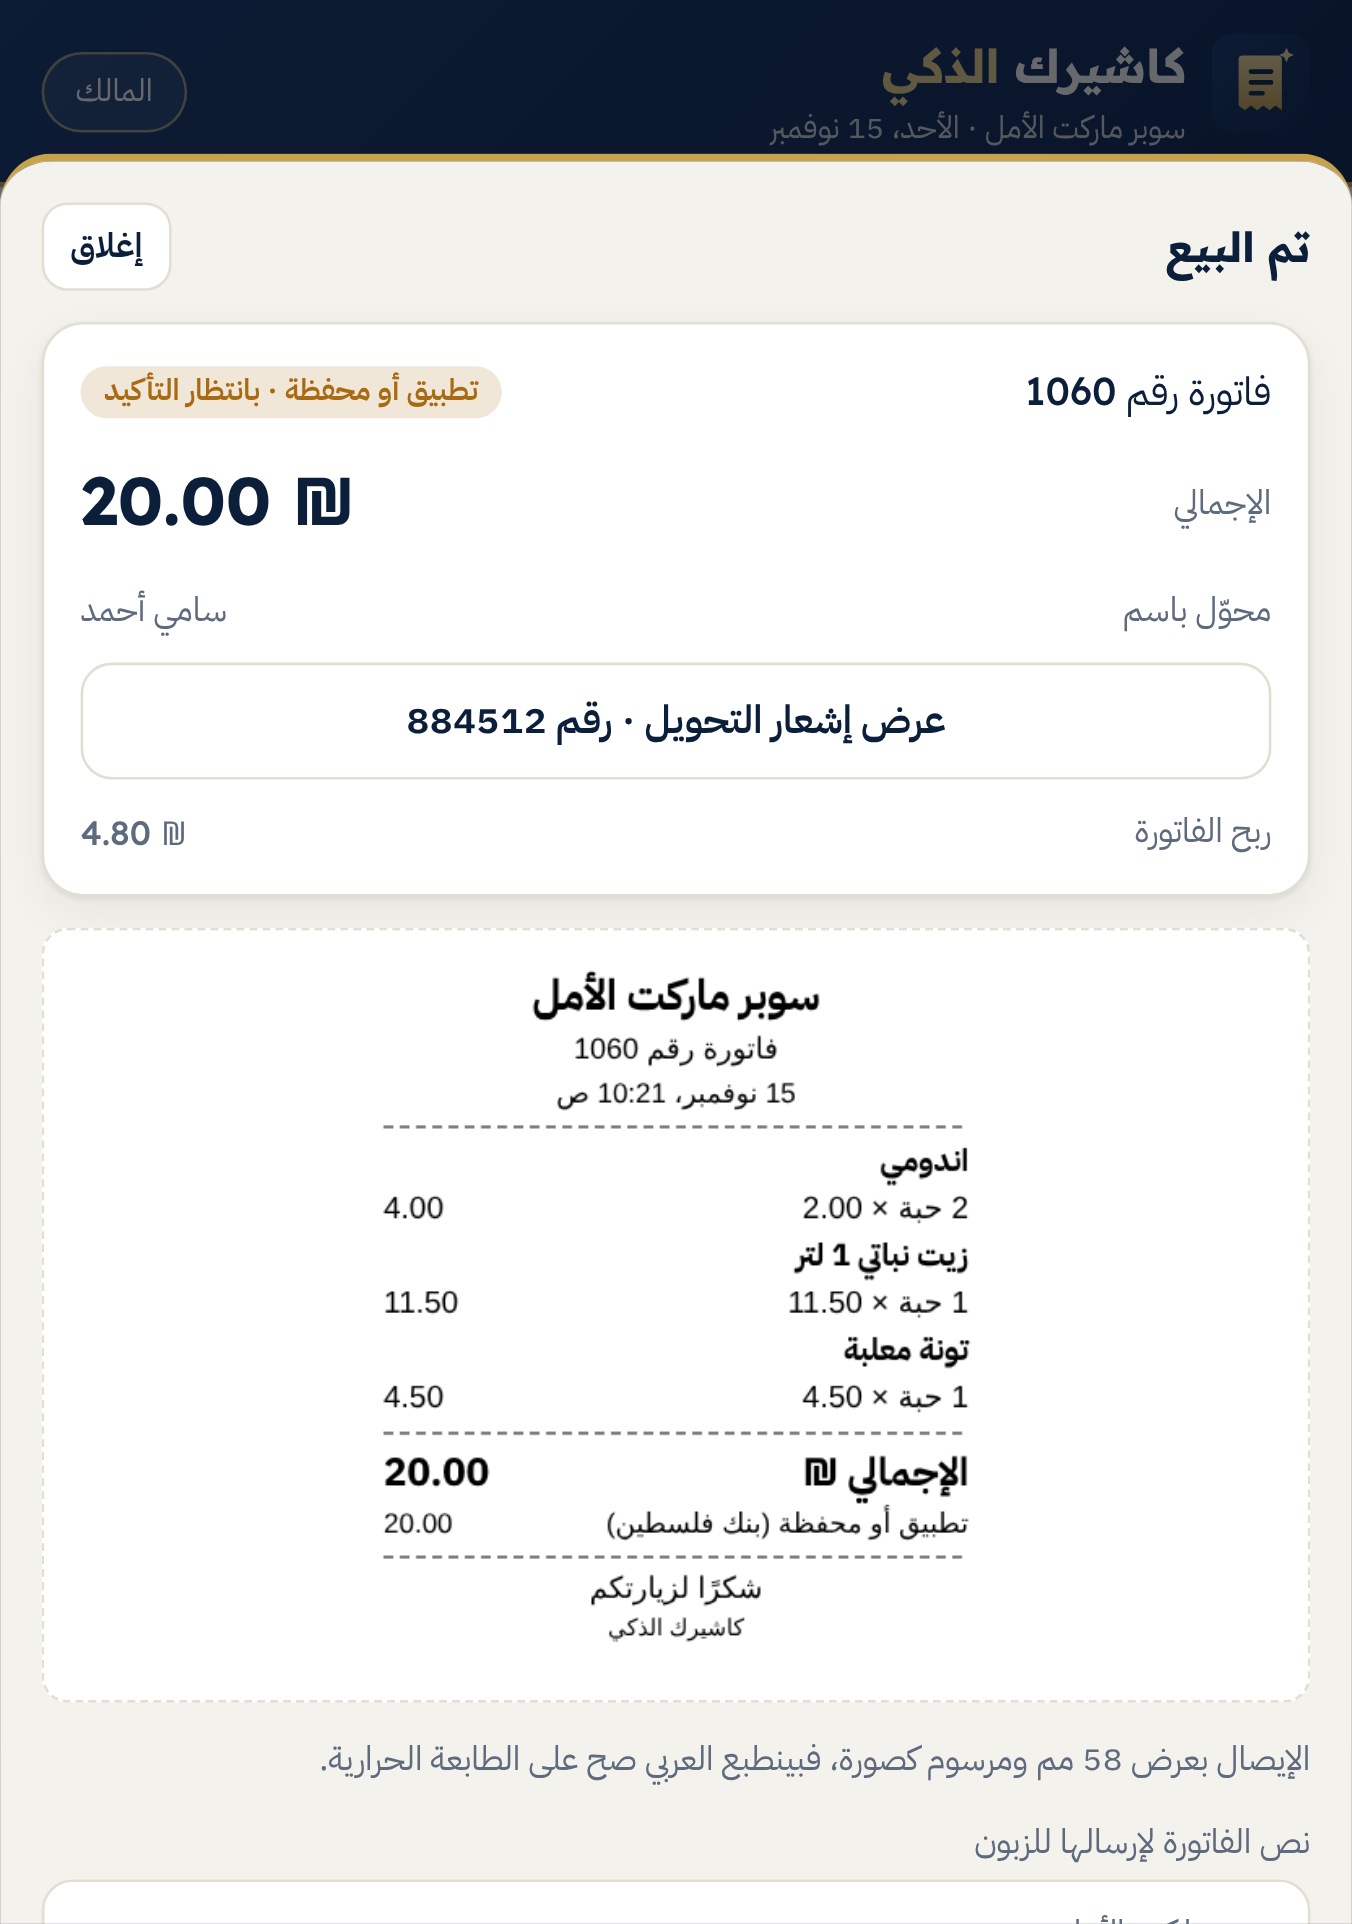 كاشيرك الذكي
سوبر ماركت الأمل · الأحد، 15 نوفمبر
المالك
تم البيع
إغلاق
فاتورة رقم 1060
تطبيق أو محفظة · بانتظار التأكيد
الإجمالي
20.00 ₪
محوّل باسم
سامي أحمد
عرض إشعار التحويل · رقم 884512
ربح الفاتورة
4.80 ₪
سوبر ماركت الأمل
فاتورة رقم 1060
15 نوفمبر، 10:21 ص
اندومي
2 حبة × 2.00 4.00
زيت نباتي 1 لتر
1 حبة × 11.50 11.50
تونة معلبة
1 حبة × 4.50 4.50
الإجمالي ₪ 20.00
تطبيق أو محفظة (بنك فلسطين) 20.00
شكرًا لزيارتكم
كاشيرك الذكي
الإيصال بعرض 58 مم ومرسوم كصورة، فبينطبع العربي صح على الطابعة الحرارية.
نص الفاتورة لإرسالها للزبون